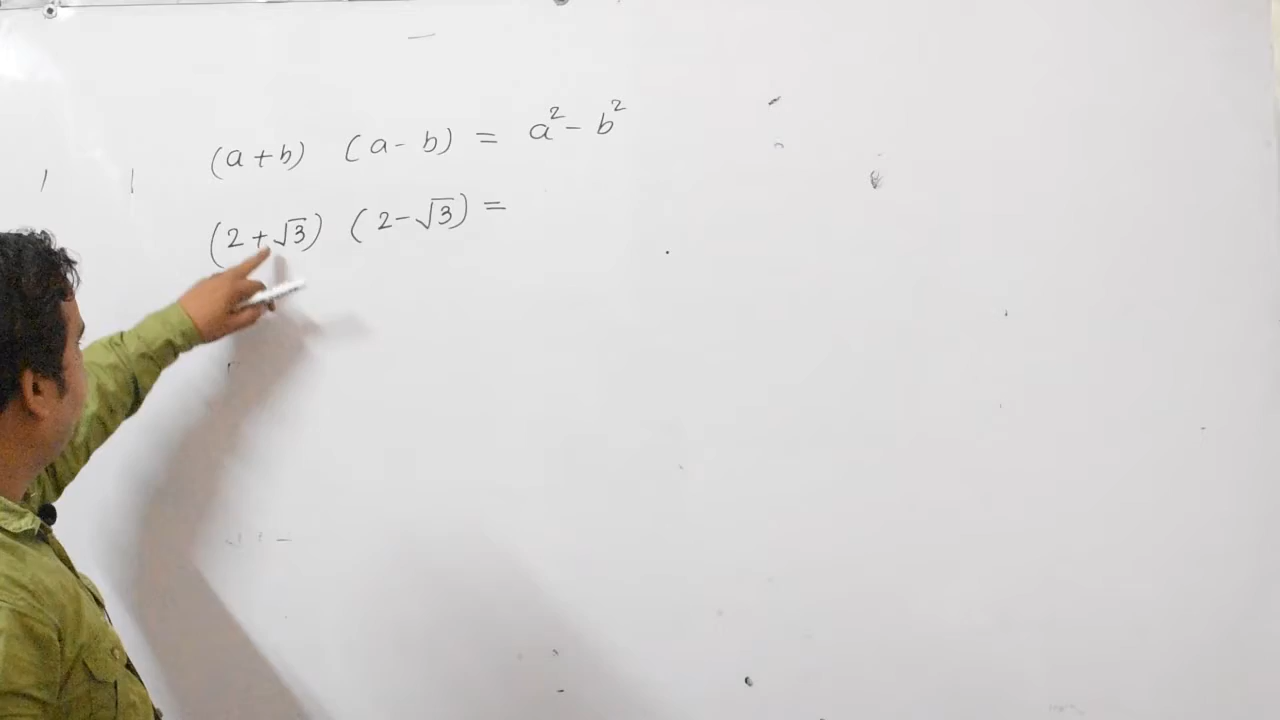 (a+b) (a-b) = a²-b²
(2+√3) (2-√3) =